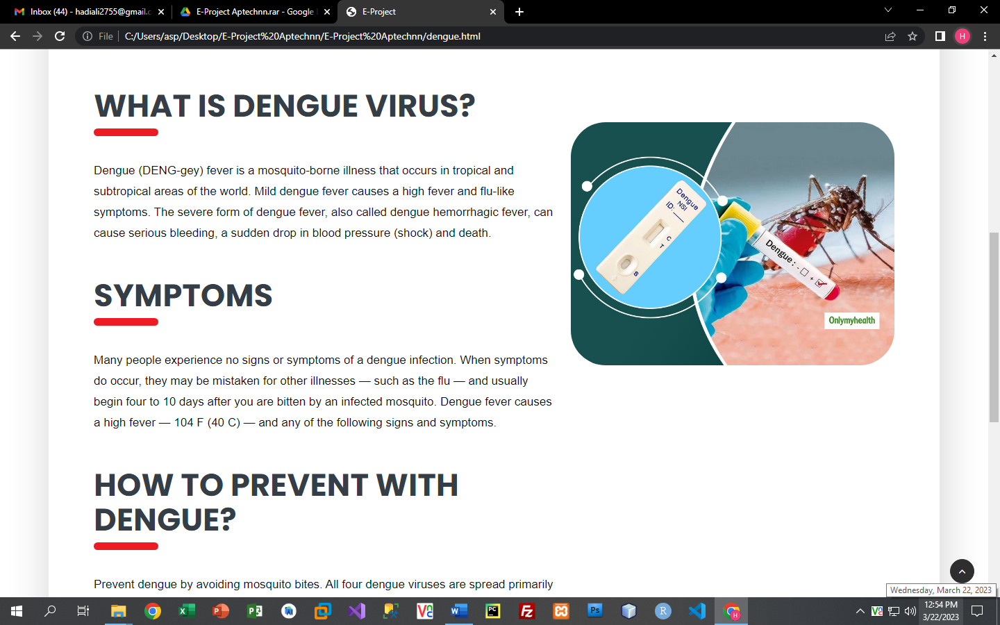 Inbox (44) - hadiali2755@gmail.c
E-Project Aptechnn.rar - Google
E-Project
File
C:/Users/asp/Desktop/E-Project%20Aptechnn/E-Project%20Aptechnn/dengue.html
H
WHAT IS DENGUE VIRUS?
Dengue (DENG-gey) fever is a mosquito-borne illness that occurs in tropical and
subtropical areas of the world. Mild dengue fever causes a high fever and flu-like
symptoms. The severe form of dengue fever, also called dengue hemorrhagic fever, can
cause serious bleeding, a sudden drop in blood pressure (shock) and death.
Dengue
NSI
ID:
C
T
S
Dengue : - +
Onlymyhealth
SYMPTOMS
Many people experience no signs or symptoms of a dengue infection. When symptoms
do occur, they may be mistaken for other illnesses — such as the flu — and usually
begin four to 10 days after you are bitten by an infected mosquito. Dengue fever causes
a high fever — 104 F (40 C) — and any of the following signs and symptoms.
HOW TO PREVENT WITH
DENGUE?
Prevent dengue by avoiding mosquito bites. All four dengue viruses are spread primarily
Wednesday, March 22, 2023
12:54 PM
3/22/2023